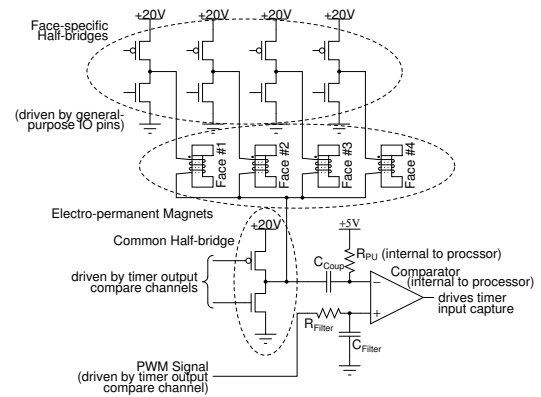 Face-specific
Half-bridges
+20V +20V +20V +20V
(driven by general-
purpose IO pins)
Face #1
Face #2
Face #3
Face #4
Electro-permanent Magnets
+20V
+5V
Common Half-bridge
driven by timer output
compare channels
C_Coup
R_PU (internal to procssor)
Comparator
(internal to processor)
−
+
drives timer
input capture
R_Filter
C_Filter
PWM Signal
(driven by timer output
compare channel)